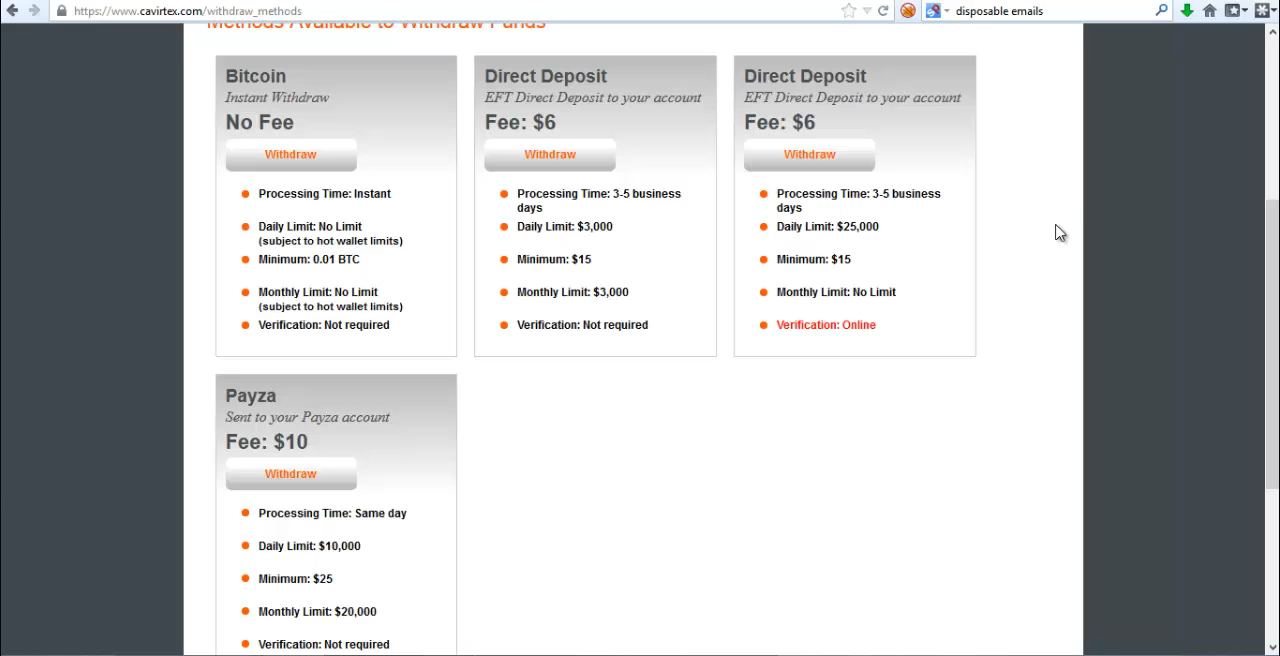 https://www.cavirtex.com/withdraw_methods
disposable emails
Methods Available to Withdraw Funds
Bitcoin
Instant Withdraw
No Fee
Withdraw
Processing Time: Instant
Daily Limit: No Limit
(subject to hot wallet limits)
Minimum: 0.01 BTC
Monthly Limit: No Limit
(subject to hot wallet limits)
Verification: Not required
Direct Deposit
EFT Direct Deposit to your account
Fee: $6
Withdraw
Processing Time: 3-5 business
days
Daily Limit: $3,000
Minimum: $15
Monthly Limit: $3,000
Verification: Not required
Direct Deposit
EFT Direct Deposit to your account
Fee: $6
Withdraw
Processing Time: 3-5 business
days
Daily Limit: $25,000
Minimum: $15
Monthly Limit: No Limit
Verification: Online
Payza
Sent to your Payza account
Fee: $10
Withdraw
Processing Time: Same day
Daily Limit: $10,000
Minimum: $25
Monthly Limit: $20,000
Verification: Not required